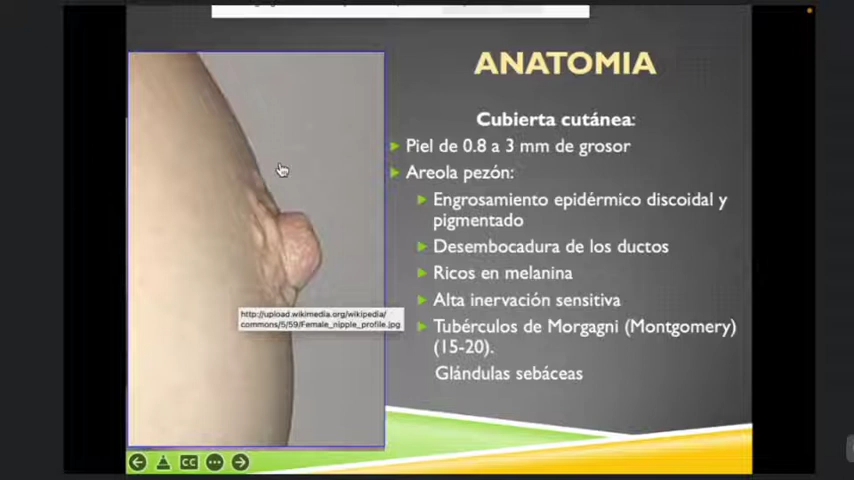 ANATOMIA
Cubierta cutánea:
Piel de 0.8 a 3 mm de grosor
Areola pezón:
Engrosamiento epidérmico discoidal y
pigmentado
Desembocadura de los ductos
Ricos en melanina
Alta inervación sensitiva
Tubérculos de Morgagni (Montgomery)
(15-20).
Glándulas sebáceas
http://upload.wikimedia.org/wikipedia/
commons/5/59/Female_nipple_profile.jpg
CC